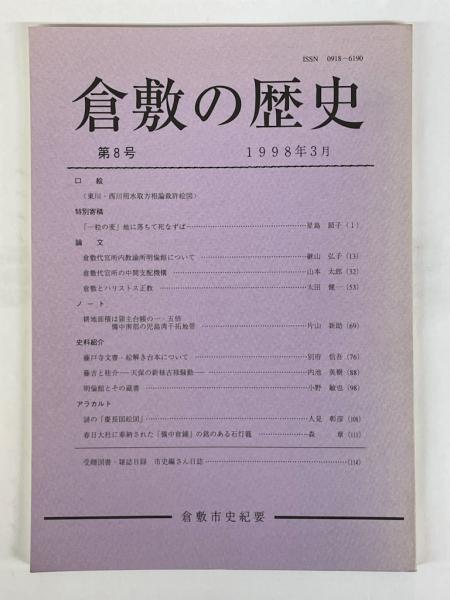 ISSN 0918-6190
倉敷の歴史
第8号 1998年3月
口絵
(東川・西川用水取方相論裁許絵図)
特別寄稿
「一粒の麦」地に落ちて死なずば 星島 節子(1)
論文
倉敷代官所内教諭所明倫館について 継山 弘子(13)
倉敷代官所の中間支配機構 山本 太郎(32)
倉敷とハリストス正教 太田 健一(53)
ノート
耕地面積は領主台帳の一・五倍
備中南部の児島湾干拓地帯 片山 新助(69)
史料紹介
藤戸寺文書・絵解き台本について 別府 信吾(76)
藤吉と桂介――天保の新禄古禄騒動―― 内池 英樹(88)
明倫館とその蔵書 小野 敏也(98)
アラカルト
謎の「慶長国絵図」 人見 彰彦(108)
春日大社に奉納された「備中倉鋪」の銘のある石灯籠 森 章(111)
受贈図書・雑誌目録 市史編さん日誌 (114)
倉敷市史紀要